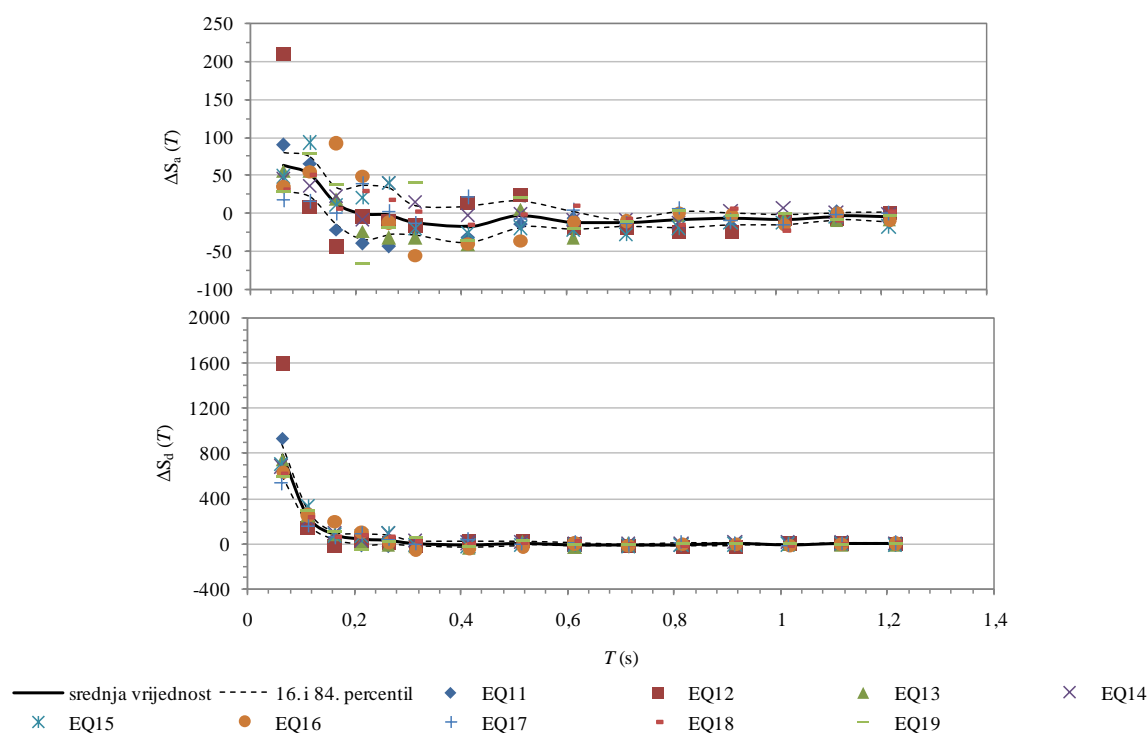 250
200
150
100
50
0
-50
-100
ΔSa (T)
2000
1600
1200
800
400
0
-400
ΔSd (T)
0 0,2 0,4 0,6 0,8 1 1,2 1,4
T (s)
srednja vrijednost 16. i 84. percentil EQ11 EQ12 EQ13 EQ14
EQ15 EQ16 EQ17 EQ18 EQ19